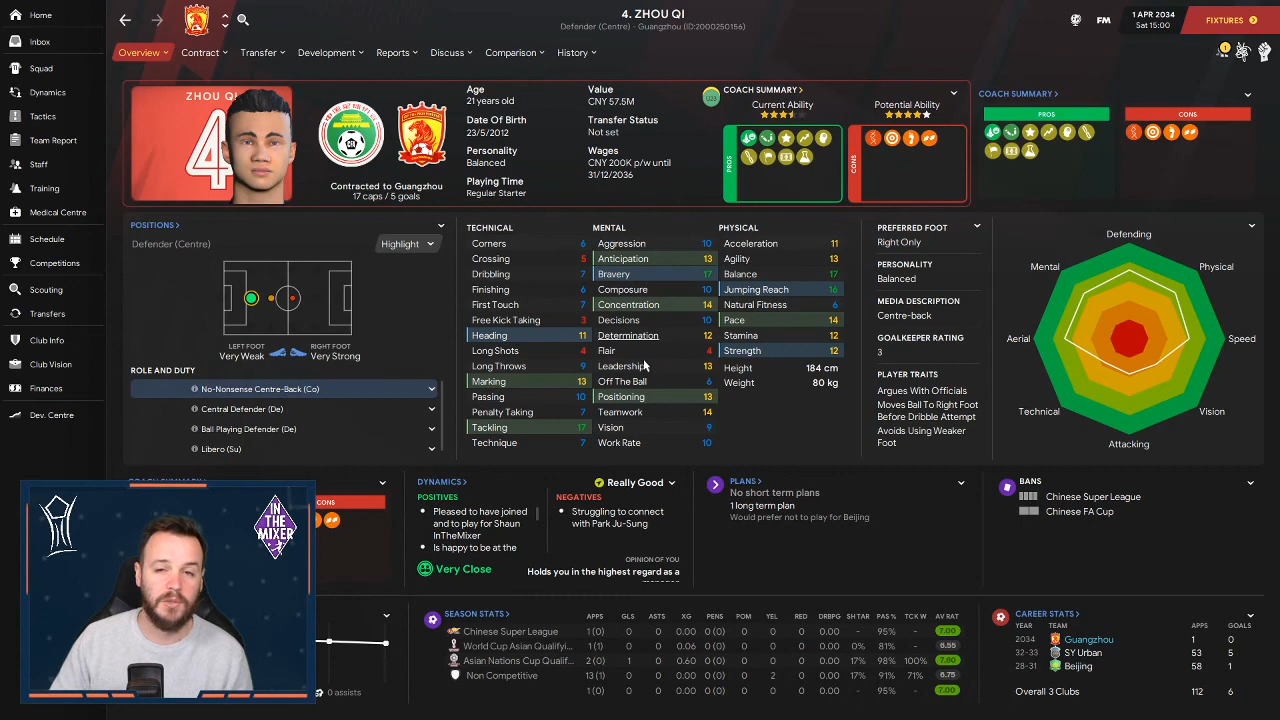 Home
Inbox
Squad
Dynamics
Tactics
Team Report
Staff
Training
Medical Centre
Schedule
Competitions
Scouting
Transfers
Club Info
Club Vision
Finances
Dev. Centre
4. ZHOU QI
Defender (Centre) - Guangzhou (ID:2000250156)
FM
1 APR 2034
Sat 15:00
FIXTURES
Overview
Contract
Transfer
Development
Reports
Discuss
Comparison
History
1
ZHOU QI
4
Contracted to Guangzhou
17 caps / 5 goals
Age
21 years old
Date Of Birth
23/5/2012
Personality
Balanced
Playing Time
Regular Starter
Value
CNY 57.5M
Transfer Status
Not set
Wages
CNY 200K p/w until
31/12/2036
U23
COACH SUMMARY
Current Ability
Potential Ability
PROS
CONS
COACH SUMMARY
PROS
CONS
POSITIONS
Defender (Centre)
Highlight
LEFT FOOT
Very Weak
RIGHT FOOT
Very Strong
ROLE AND DUTY
No-Nonsense Centre-Back (Co)
Central Defender (De)
Ball Playing Defender (De)
Libero (Su)
TECHNICAL
Corners 6
Crossing 5
Dribbling 7
Finishing 6
First Touch 7
Free Kick Taking 3
Heading 11
Long Shots 4
Long Throws 9
Marking 13
Passing 10
Penalty Taking 7
Tackling 17
Technique 7
MENTAL
Aggression 10
Anticipation 13
Bravery 17
Composure 10
Concentration 14
Decisions 10
Determination 12
Flair 4
Leadership 13
Off The Ball 6
Positioning 13
Teamwork 14
Vision 9
Work Rate 10
PHYSICAL
Acceleration 11
Agility 13
Balance 17
Jumping Reach 16
Natural Fitness 6
Pace 14
Stamina 12
Strength 12
Height 184 cm
Weight 80 kg
PREFERRED FOOT
Right Only
PERSONALITY
Balanced
MEDIA DESCRIPTION
Centre-back
GOALKEEPER RATING
3
PLAYER TRAITS
Argues With Officials
Moves Ball To Right Foot
Before Dribble Attempt
Avoids Using Weaker
Foot
Defending
Mental
Physical
Aerial
Speed
Technical
Vision
Attacking
CONS
IN THE
MIXER
DYNAMICS
Really Good
POSITIVES
Pleased to have joined
and to play for Shaun
InTheMixer
Is happy to be at the
NEGATIVES
Struggling to connect
with Park Ju-Sung
Very Close
OPINION OF YOU
Holds you in the highest regard as a
PLANS
No short term plans
1 long term plan
Would prefer not to play for Beijing
BANS
Chinese Super League
Chinese FA Cup
0 assists
SEASON STATS APPS GLS ASTS XG PENS POM YEL RED DRBPG SH TAR PAS % TCK W AV RAT
Chinese Super League 1 (0) 0 0 0.00 0 (0) 0 0 0 0.00 - 95% - 7.00
World Cup Asian Qualifyi... 1 (1) 0 0 0.06 0 (0) 0 0 0 0.00 0% 81% - 6.55
Asian Nations Cup Qualif... 2 (0) 1 0 0.60 0 (0) 0 0 0 0.00 17% 98% 100% 7.80
Non Competitive 13 (1) 0 0 0.00 0 (0) 0 2 0 0.00 17% 91% 71% 6.75
1 (0) 0 0 0.00 0 (0) 0 0 0 0.00 - 95% - 7.00
CAREER STATS
YEAR TEAM APPS GOALS
2034 Guangzhou 1 0
32-33 SY Urban 53 5
28-31 Beijing 58 1
Overall 3 Clubs 112 6